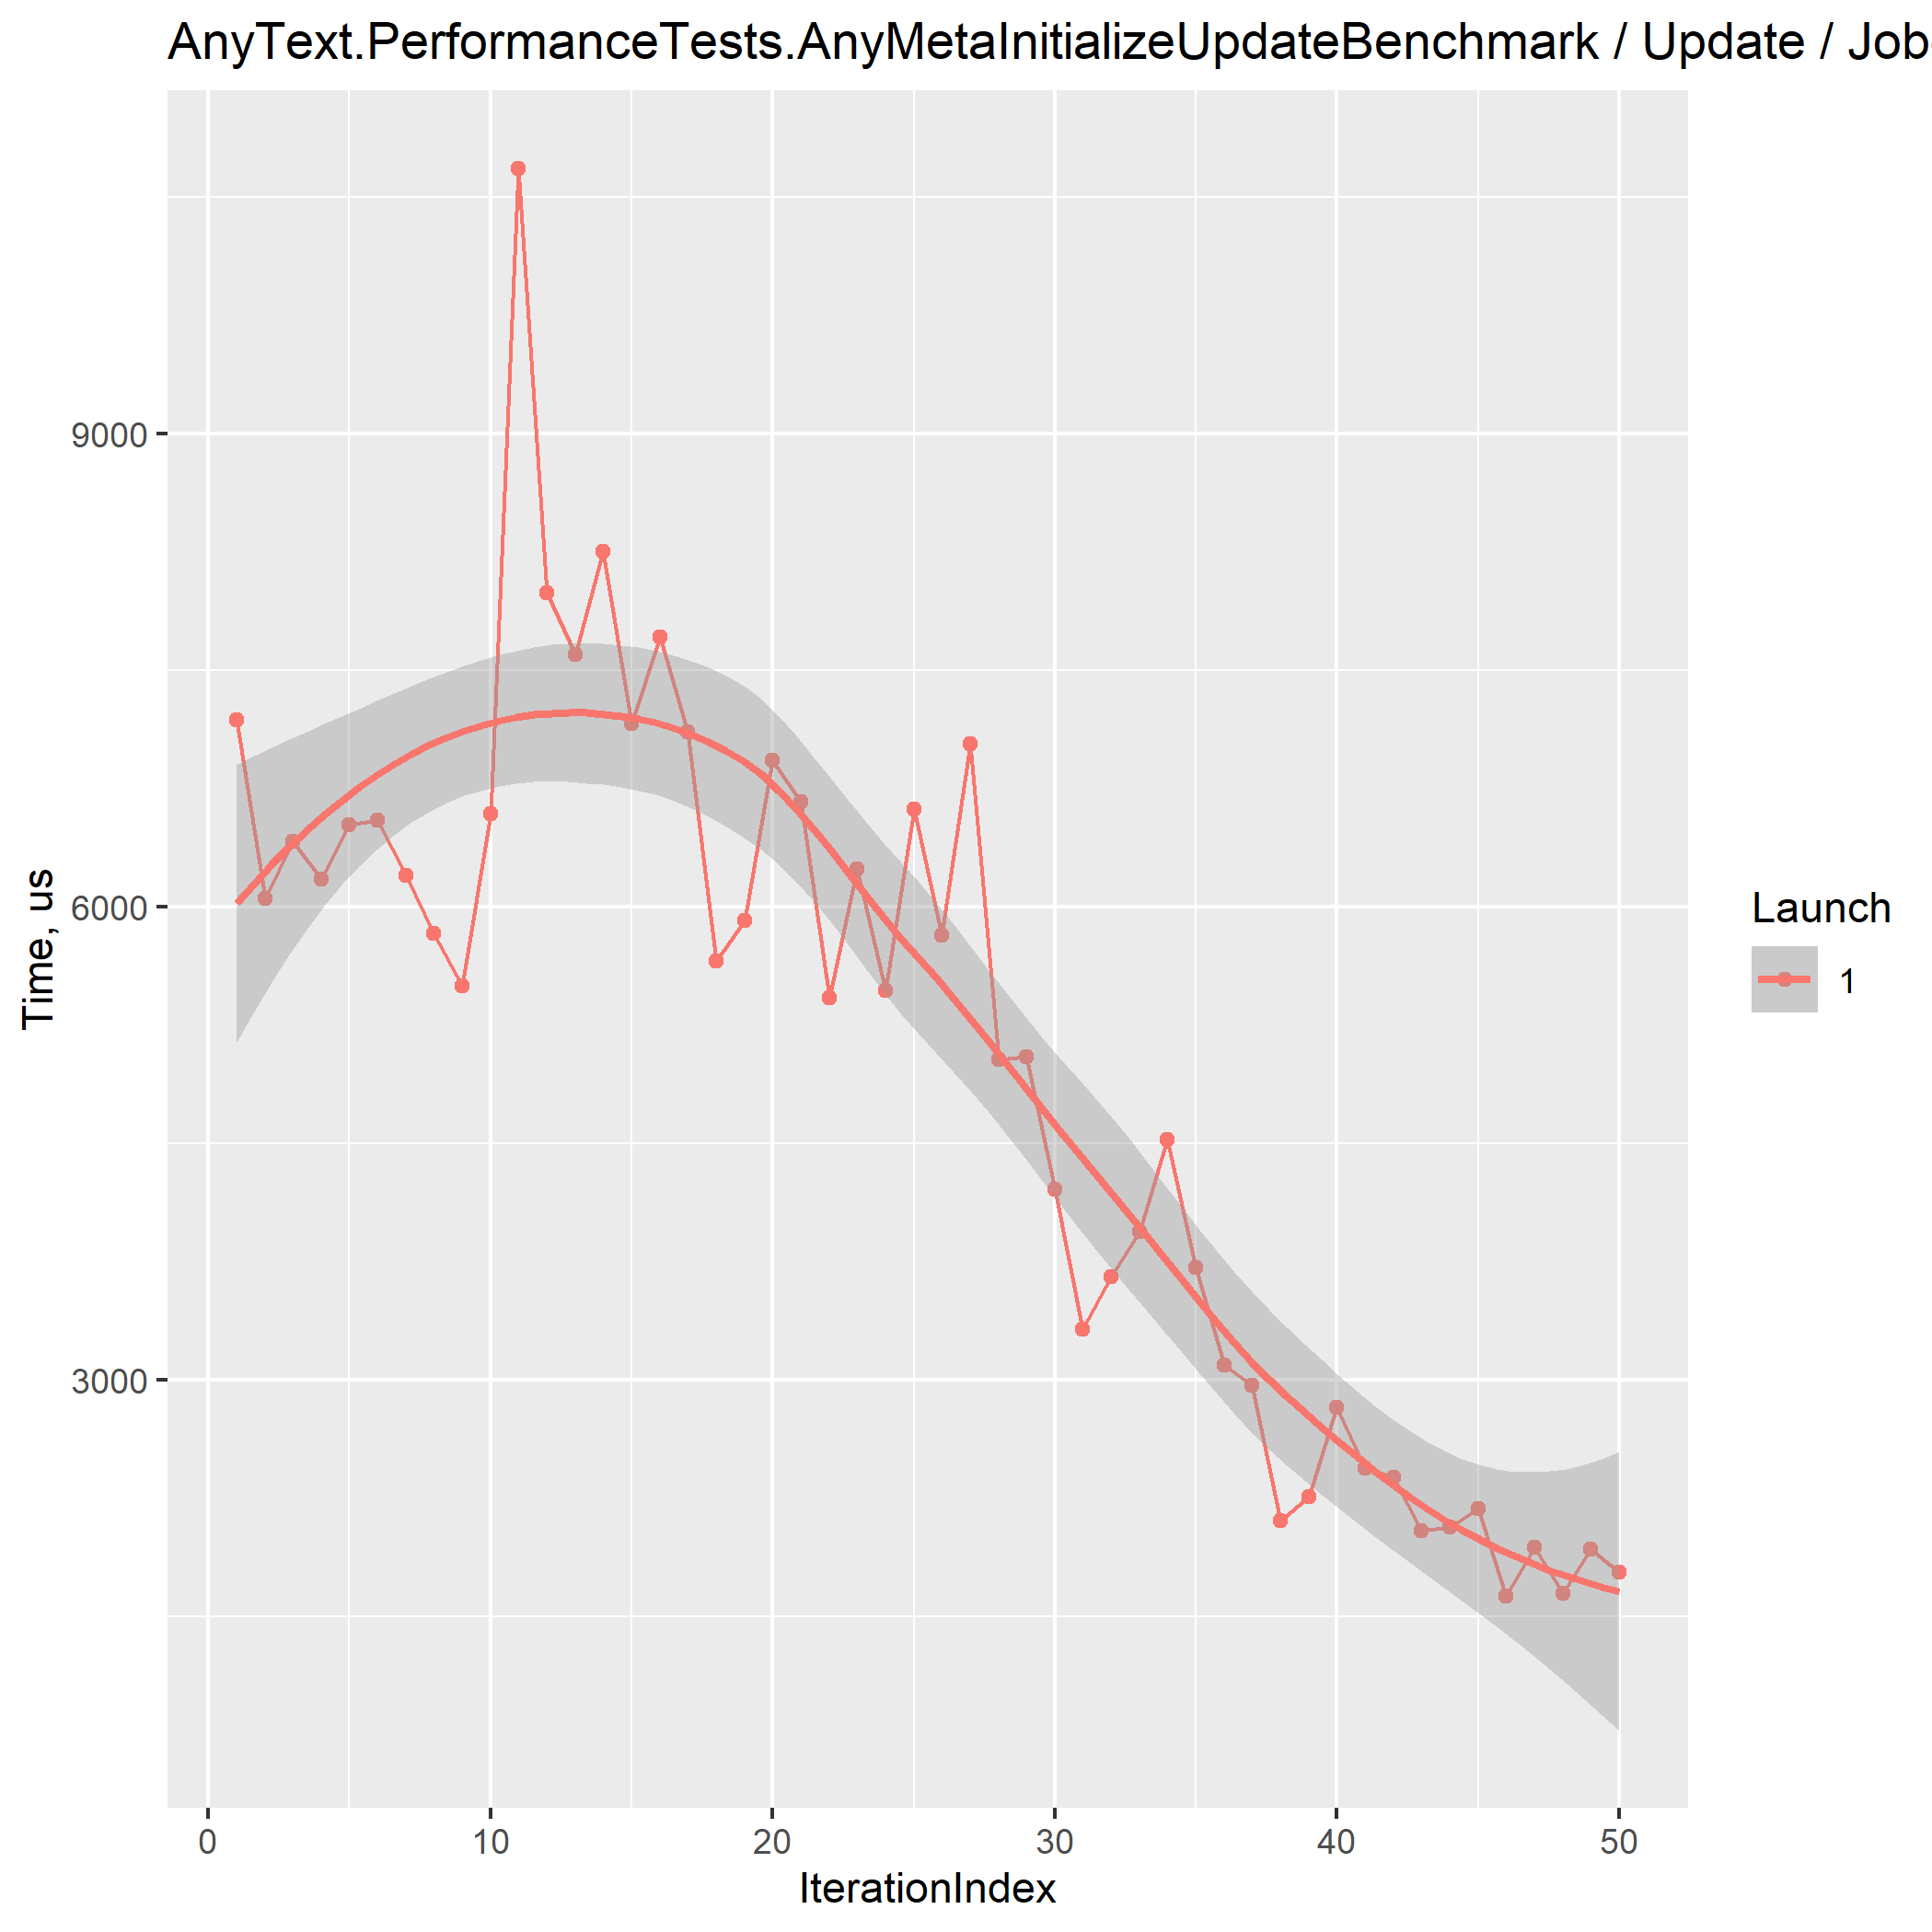 AnyText.PerformanceTests.AnyMetaInitializeUpdateBenchmark / Update / Job
Time, us
9000
6000
3000
0 10 20 30 40 50
IterationIndex
Launch
1